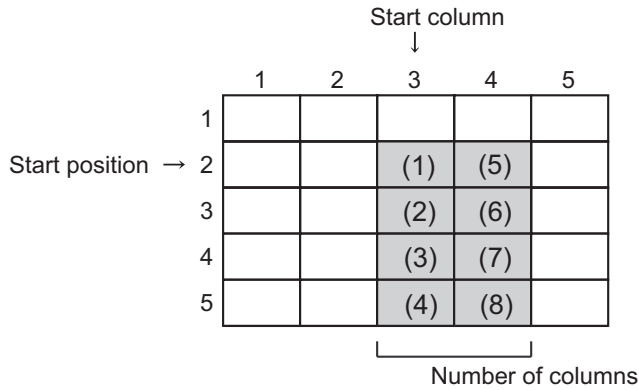 Start column
↓
1 2 3 4 5
1
Start position → 2 (1) (5)
3 (2) (6)
4 (3) (7)
5 (4) (8)
Number of columns